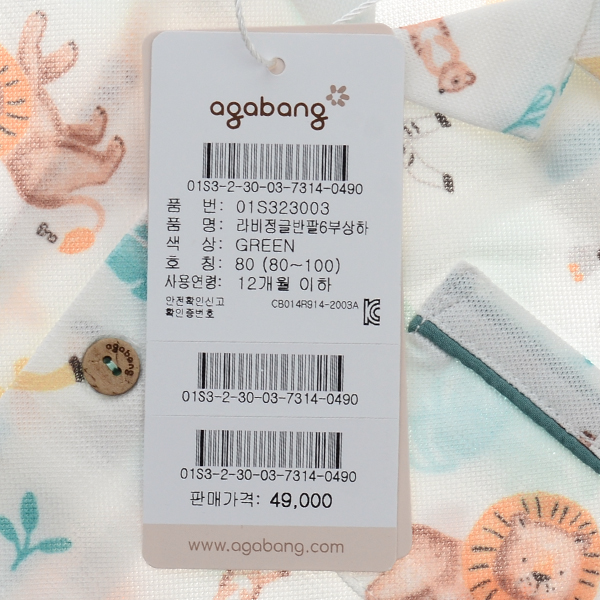 agabang
01S3-2-30-03-7314-0490
품 번: 01S323003
품 명: 라비정글반팔6부상하
색 상: GREEN
호 칭: 80 (80~100)
사용연령: 12개월 이하
안전확인신고
확인증번호 CB014R914-2003A
agabang
01S3-2-30-03-7314-0490
01S3-2-30-03-7314-0490
판매가격: 49,000
www.agabang.com